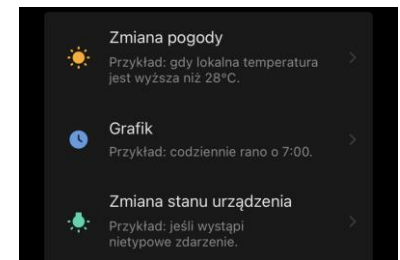 Zmiana pogody
Przykład: gdy lokalna temperatura
jest wyższa niż 28°C.
Grafik
Przykład: codziennie rano o 7:00.
Zmiana stanu urządzenia
Przykład: jeśli wystąpi
nietypowe zdarzenie.